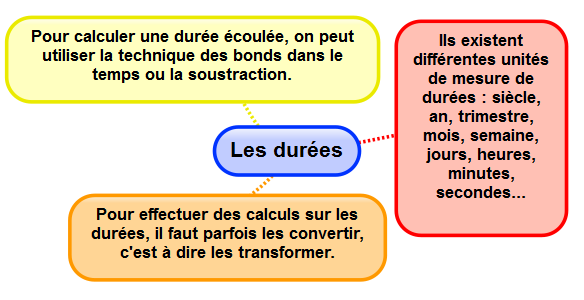 Pour calculer une durée écoulée, on peut
utiliser la technique des bonds dans le
temps ou la soustraction.
Ils existent
différentes unités
de mesure de
durées : siècle,
an, trimestre,
mois, semaine,
jours, heures,
minutes,
secondes...
Les durées
Pour effectuer des calculs sur les
durées, il faut parfois les convertir,
c'est à dire les transformer.